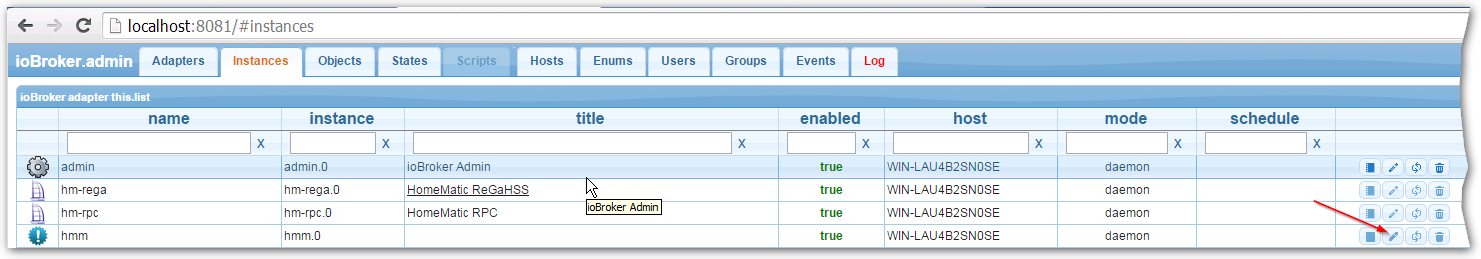 localhost:8081/#instances
ioBroker.admin Adapters Instances Objects States Scripts Hosts Enums Users Groups Events Log
ioBroker adapter this.list
name instance title enabled host mode schedule
X X X X X X X
admin admin.0 ioBroker Admin true WIN-LAU4B2SN0SE daemon
hm-rega hm-rega.0 HomeMatic ReGaHSS true WIN-LAU4B2SN0SE daemon
ioBroker Admin
hm-rpc hm-rpc.0 HomeMatic RPC true WIN-LAU4B2SN0SE daemon
hmm hmm.0 true WIN-LAU4B2SN0SE daemon